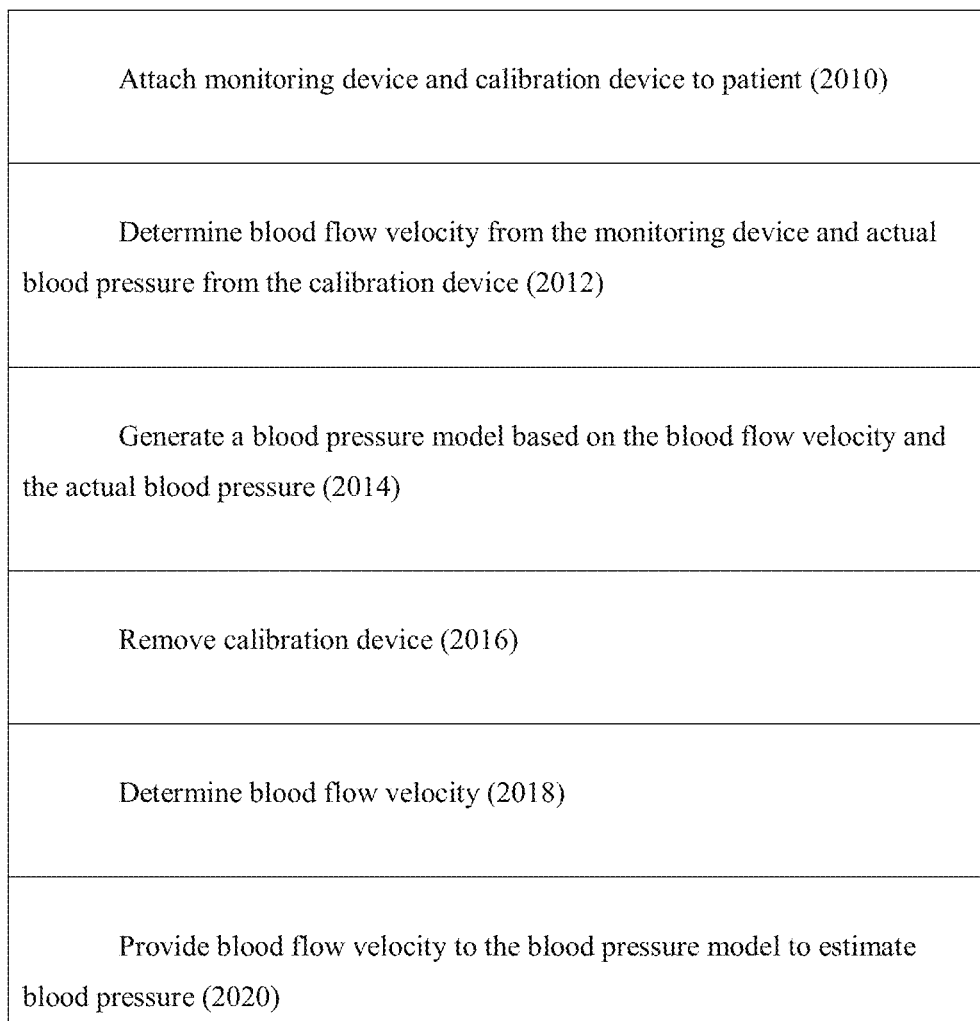 Attach monitoring device and calibration device to patient (2010)
Determine blood flow velocity from the monitoring device and actual
blood pressure from the calibration device (2012)
Generate a blood pressure model based on the blood flow velocity and
the actual blood pressure (2014)
Remove calibration device (2016)
Determine blood flow velocity (2018)
Provide blood flow velocity to the blood pressure model to estimate
blood pressure (2020)